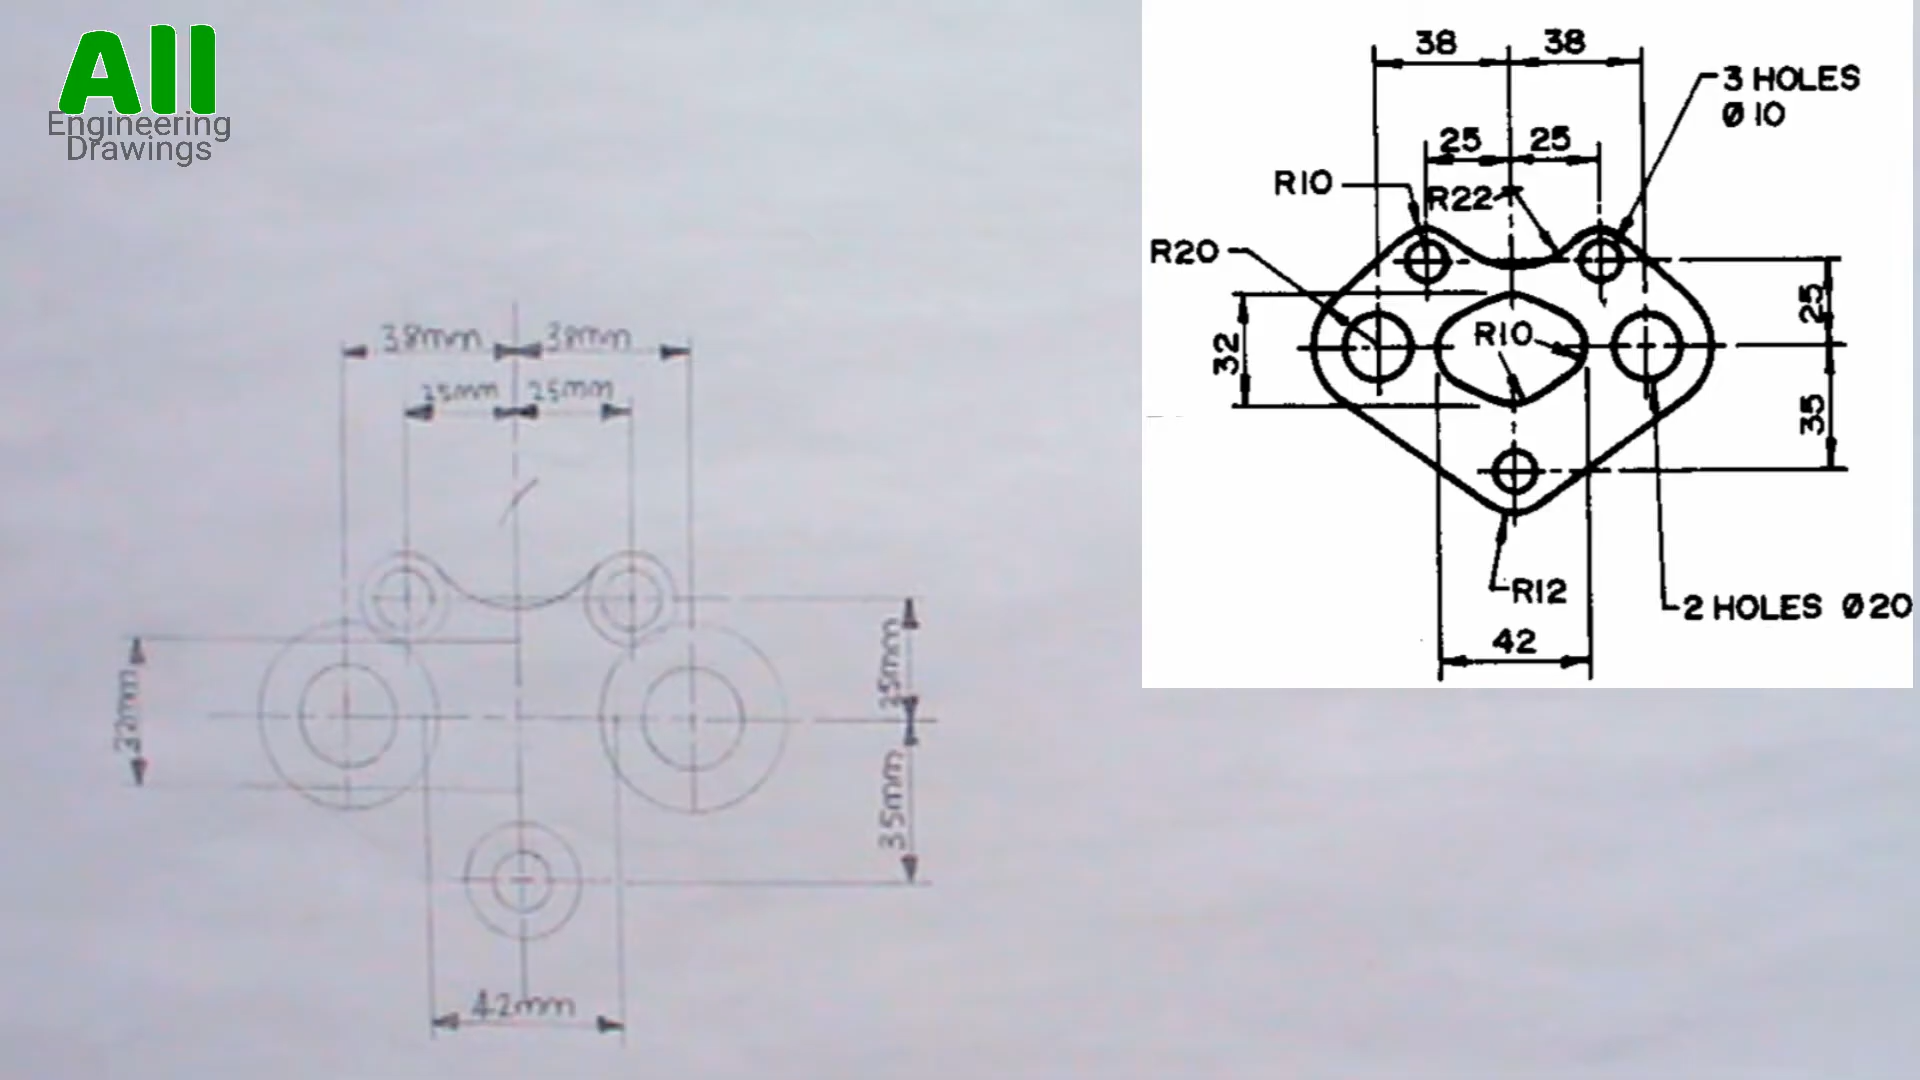 All
Engineering
Drawings
38mm 38mm
25mm 25mm
32mm
25mm
35mm
42mm
38 38
3 HOLES
Ø 10
25 25
R10
R22
R20
32
R10
25
35
R12
2 HOLES Ø20
42